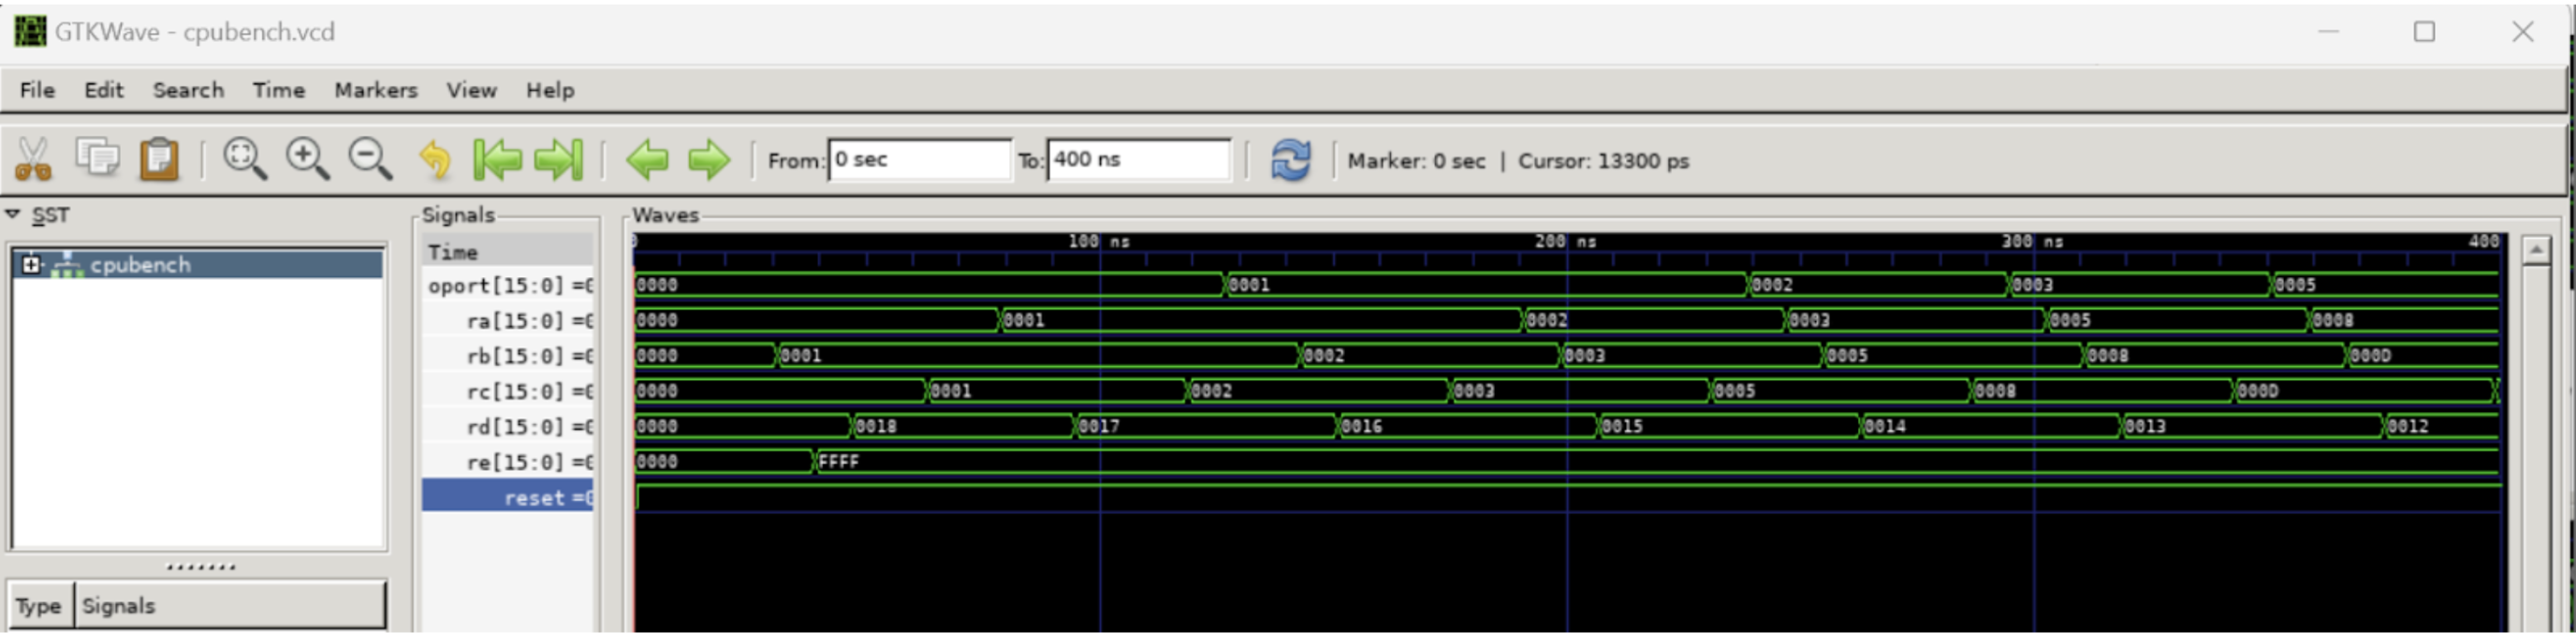 GTKWave - cpubench.vcd
File Edit Search Time Markers View Help
From: 0 sec To: 400 ns Marker: 0 sec | Cursor: 13300 ps
SST Signals Waves
Time 0 100 ns 200 ns 300 ns 400
cpubench
oport[15:0] =0 0000 0001 0002 0003 0005
ra[15:0] =0 0000 0001 0002 0003 0005 0008
rb[15:0] =0 0000 0001 0002 0003 0005 0008 000D
rc[15:0] =0 0000 0001 0002 0003 0005 0008 000D
rd[15:0] =0 0000 0018 0017 0016 0015 0014 0013 0012
re[15:0] =0 0000 FFFF
reset =0
Type Signals